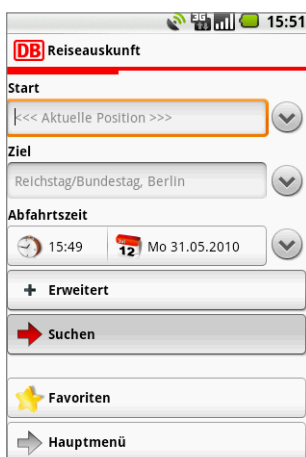 3G 15:51
DB Reiseauskunft
Start
<<< Aktuelle Position >>>
Ziel
Reichstag/Bundestag, Berlin
Abfahrtszeit
15:49 12 Mo 31.05.2010
Erweitert
Suchen
Favoriten
Hauptmenü